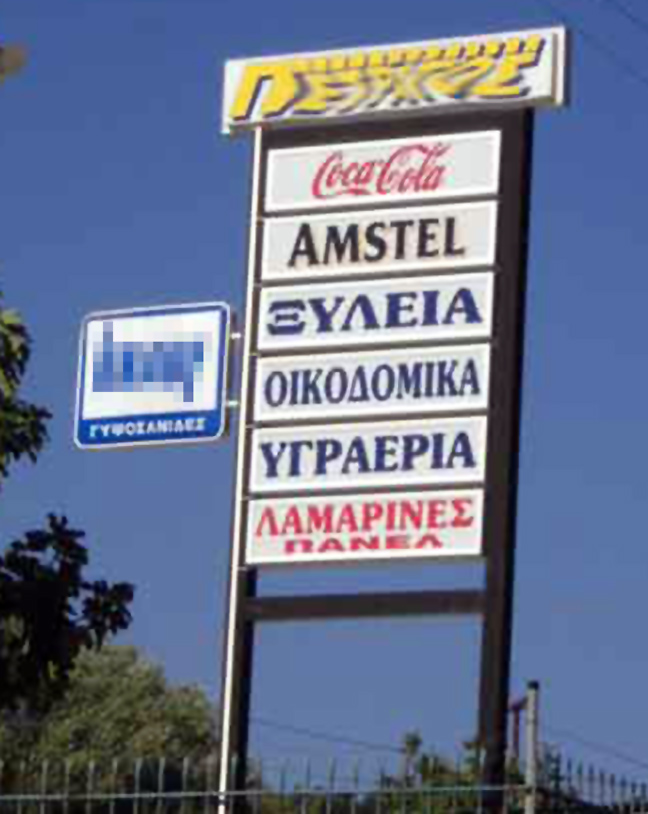 Coca-Cola
AMSTEL
ΞΥΛΕΙΑ
ΟΙΚΟΔΟΜΙΚΑ
ΥΓΡΑΕΡΙΑ
ΛΑΜΑΡΙΝΕΣ
ΠΑΝΕΛ
ΓΥΨΟΣΑΝΙΔΕΣ